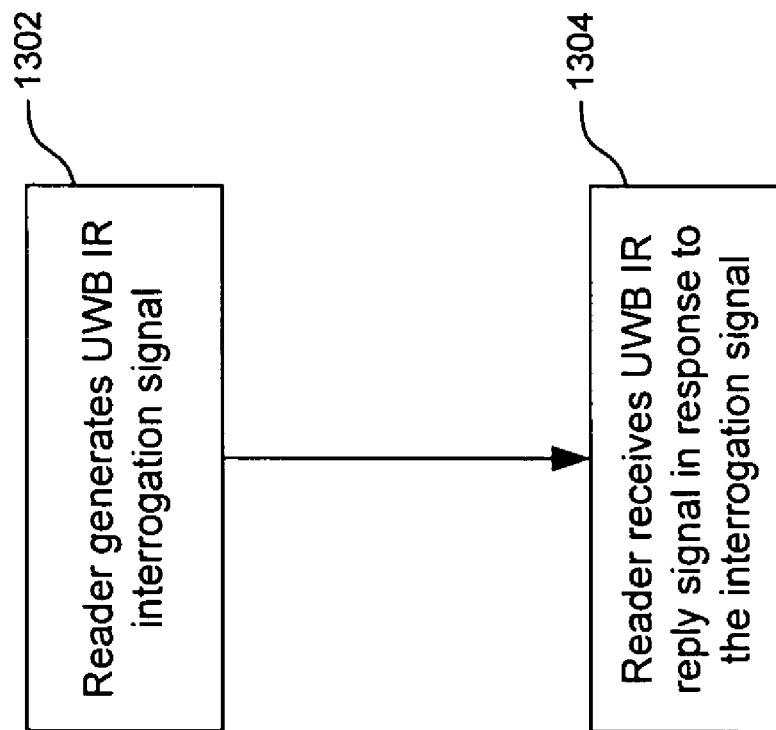 1302
Reader generates UWB IR
interrogation signal
1304
Reader receives UWB IR
reply signal in response to
the interrogation signal